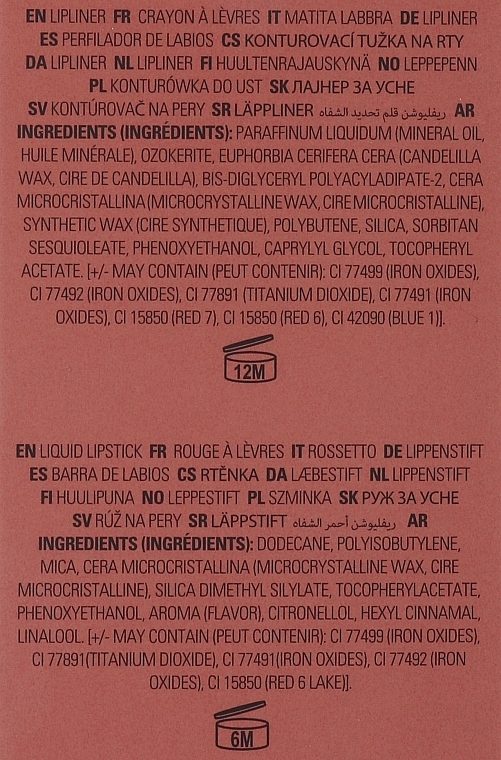 EN LIPLINER FR CRAYON À LÈVRES IT MATITA LABBRA DE LIPLINER
ES PERFILADOR DE LABIOS CS KONTUROVACÍ TUŽKA NA RTY
DA LIPLINER NL LIPLINER FI HUULTENRAJAUSKYNÄ NO LEPPEPENN
PL KONTURÓWKA DO UST SK ЛАЈНЕР ЗА УСНЕ
SV KONTÚROVAČ NA PERY SR LÄPPLINER ريفليوشن قلم تحديد الشفاه AR
INGREDIENTS (INGRÉDIENTS): PARAFFINUM LIQUIDUM (MINERAL OIL,
HUILE MINÉRALE), OZOKERITE, EUPHORBIA CERIFERA CERA (CANDELILLA
WAX, CIRE DE CANDELILLA), BIS-DIGLYCERYL POLYACYLADIPATE-2, CERA
MICROCRISTALLINA (MICROCRYSTALLINE WAX, CIRE MICROCRISTALLINE),
SYNTHETIC WAX (CIRE SYNTHETIQUE), POLYBUTENE, SILICA, SORBITAN
SESQUIOLEATE, PHENOXYETHANOL, CAPRYLYL GLYCOL, TOCOPHERYL
ACETATE. [+/- MAY CONTAIN (PEUT CONTENIR): CI 77499 (IRON OXIDES),
CI 77492 (IRON OXIDES), CI 77891 (TITANIUM DIOXIDE), CI 77491 (IRON
OXIDES), CI 15850 (RED 7), CI 15850 (RED 6), CI 42090 (BLUE 1)].
12M
EN LIQUID LIPSTICK FR ROUGE À LÈVRES IT ROSSETTO DE LIPPENSTIFT
ES BARRA DE LABIOS CS RTĚNKA DA LÆBESTIFT NL LIPPENSTIFT
FI HUULIPUNA NO LEPPESTIFT PL SZMINKA SK РУЖ ЗА УСНЕ
SV RÚŽ NA PERY SR LÄPPSTIFT ريفليوشن أحمر الشفاه AR
INGREDIENTS (INGRÉDIENTS): DODECANE, POLYISOBUTYLENE,
MICA, CERA MICROCRISTALLINA (MICROCRYSTALLINE WAX, CIRE
MICROCRISTALLINE), SILICA DIMETHYL SILYLATE, TOCOPHERYLACETATE,
PHENOXYETHANOL, AROMA (FLAVOR), CITRONELLOL, HEXYL CINNAMAL,
LINALOOL. [+/- MAY CONTAIN (PEUT CONTENIR): CI 77499 (IRON OXIDES),
CI 77891(TITANIUM DIOXIDE), CI 77491(IRON OXIDES), CI 77492 (IRON
OXIDES), CI 15850 (RED 6 LAKE)].
6M